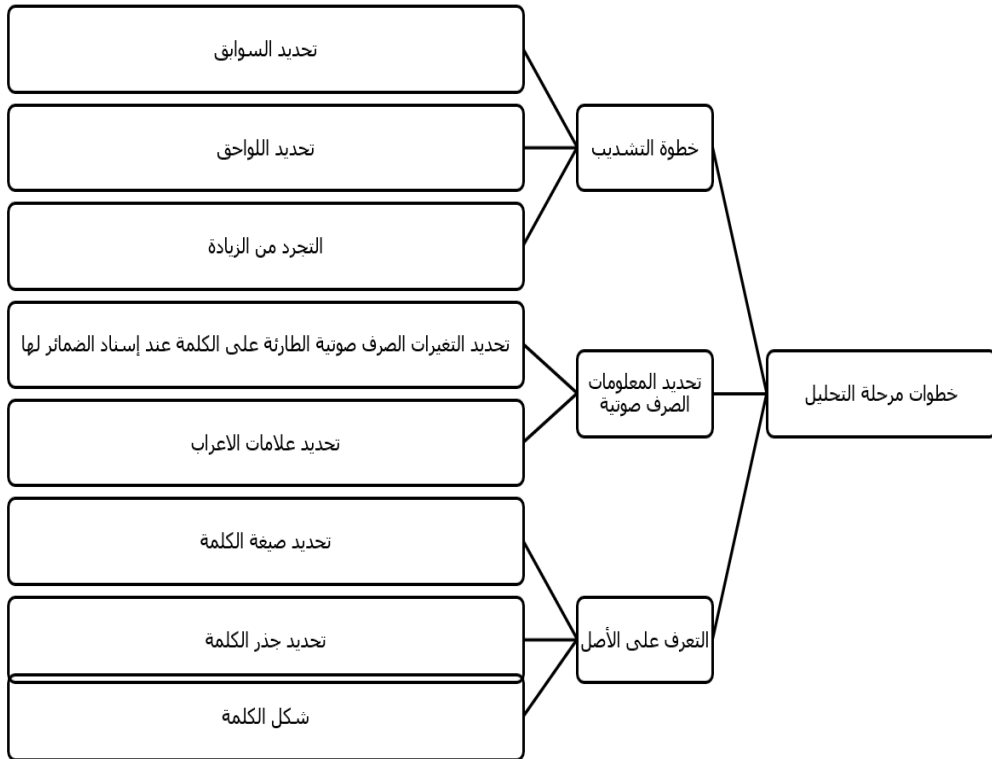 خطوات مرحلة التحليل
خطوة التشديب
تحديد السوابق
تحديد اللواحق
التجرد من الزيادة
تحديد المعلومات
الصرف صوتية
تحديد التغيرات الصرف صوتية الطارئة على الكلمة عند إسناد الضمائر لها
تحديد علامات الاعراب
التعرف على الأصل
تحديد صيغة الكلمة
تحديد جذر الكلمة
شكل الكلمة